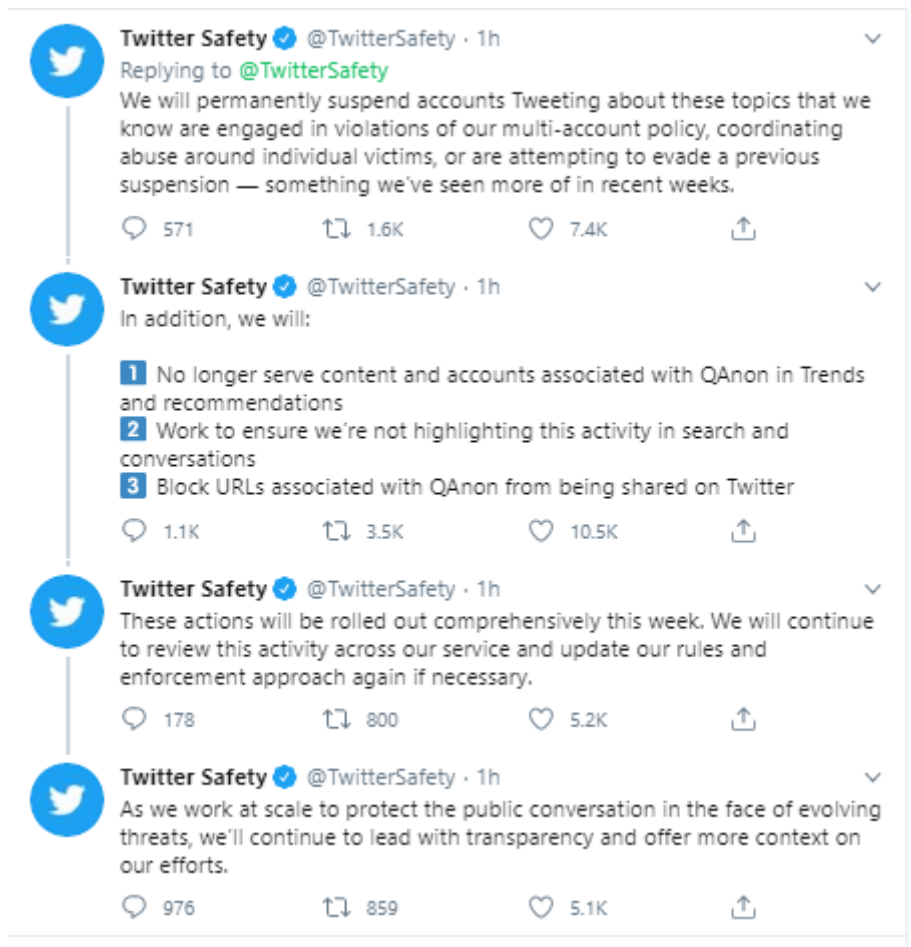 Twitter Safety @TwitterSafety · 1h
Replying to @TwitterSafety
We will permanently suspend accounts Tweeting about these topics that we
know are engaged in violations of our multi-account policy, coordinating
abuse around individual victims, or are attempting to evade a previous
suspension — something we've seen more of in recent weeks.
571 1.6K 7.4K
Twitter Safety @TwitterSafety · 1h
In addition, we will:
1 No longer serve content and accounts associated with QAnon in Trends
and recommendations
2 Work to ensure we're not highlighting this activity in search and
conversations
3 Block URLs associated with QAnon from being shared on Twitter
1.1K 3.5K 10.5K
Twitter Safety @TwitterSafety · 1h
These actions will be rolled out comprehensively this week. We will continue
to review this activity across our service and update our rules and
enforcement approach again if necessary.
178 800 5.2K
Twitter Safety @TwitterSafety · 1h
As we work at scale to protect the public conversation in the face of evolving
threats, we'll continue to lead with transparency and offer more context on
our efforts.
976 859 5.1K